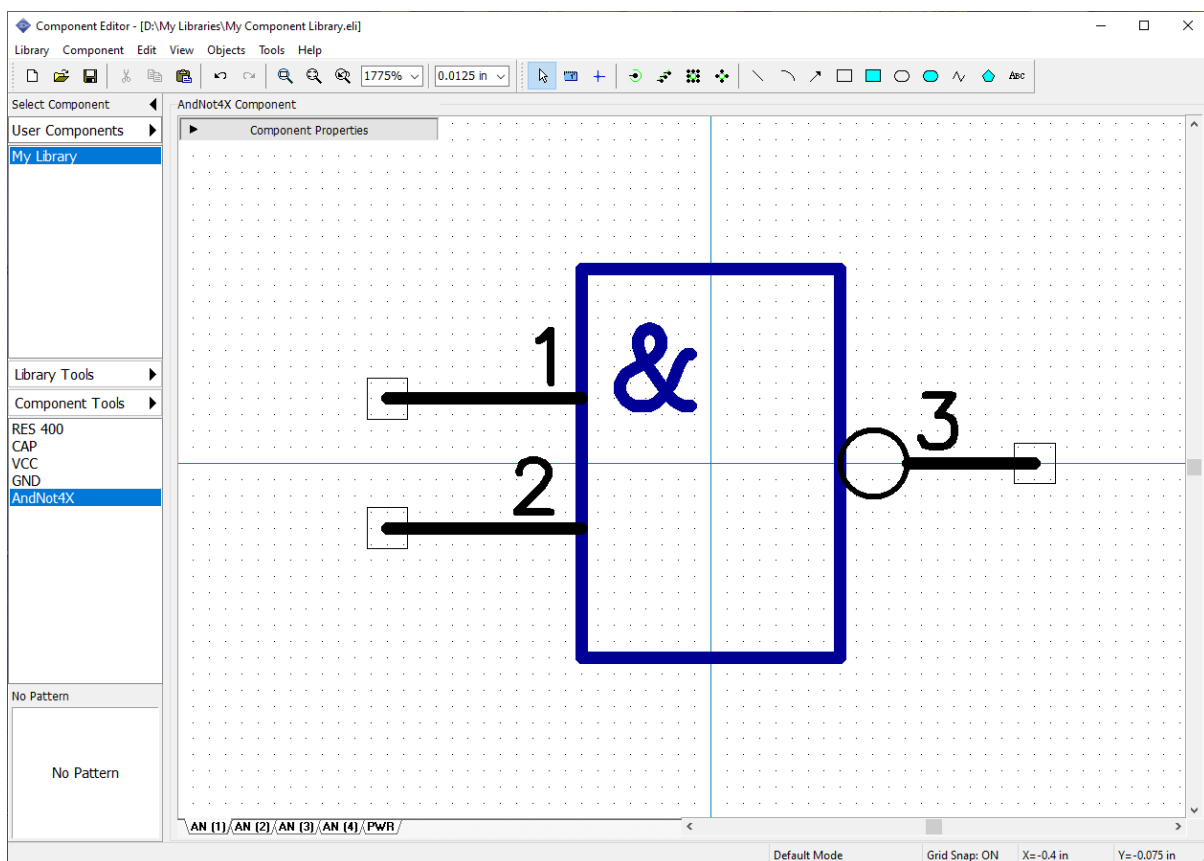 Component Editor - [D:\My Libraries\My Component Library.eli]
Library Component Edit View Objects Tools Help
1775% 0.0125 in ABC
Select Component
AndNot4X Component
User Components
Component Properties
My Library
&
1
2
3
Library Tools
Component Tools
RES 400
CAP
VCC
GND
AndNot4X
No Pattern
No Pattern
AN (1) AN (2) AN (3) AN (4) PWR
Default Mode Grid Snap: ON X=-0.4 in Y=-0.075 in